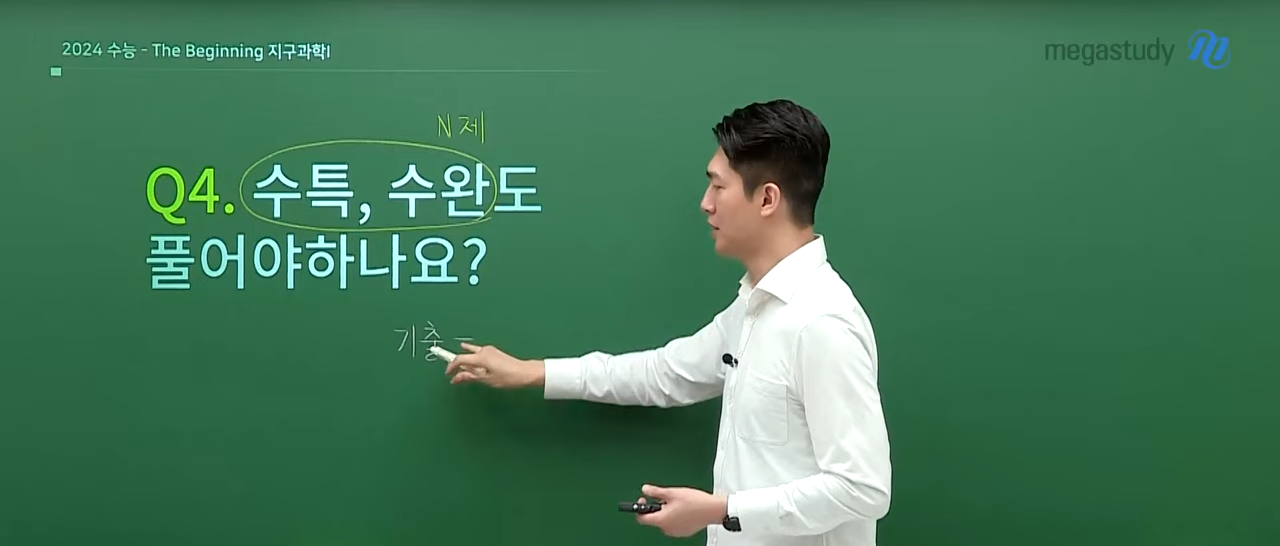 2024 수능 - The Beginning 지구과학I
megastudy
N제
Q4. 수특, 수완도
풀어야하나요?
기출